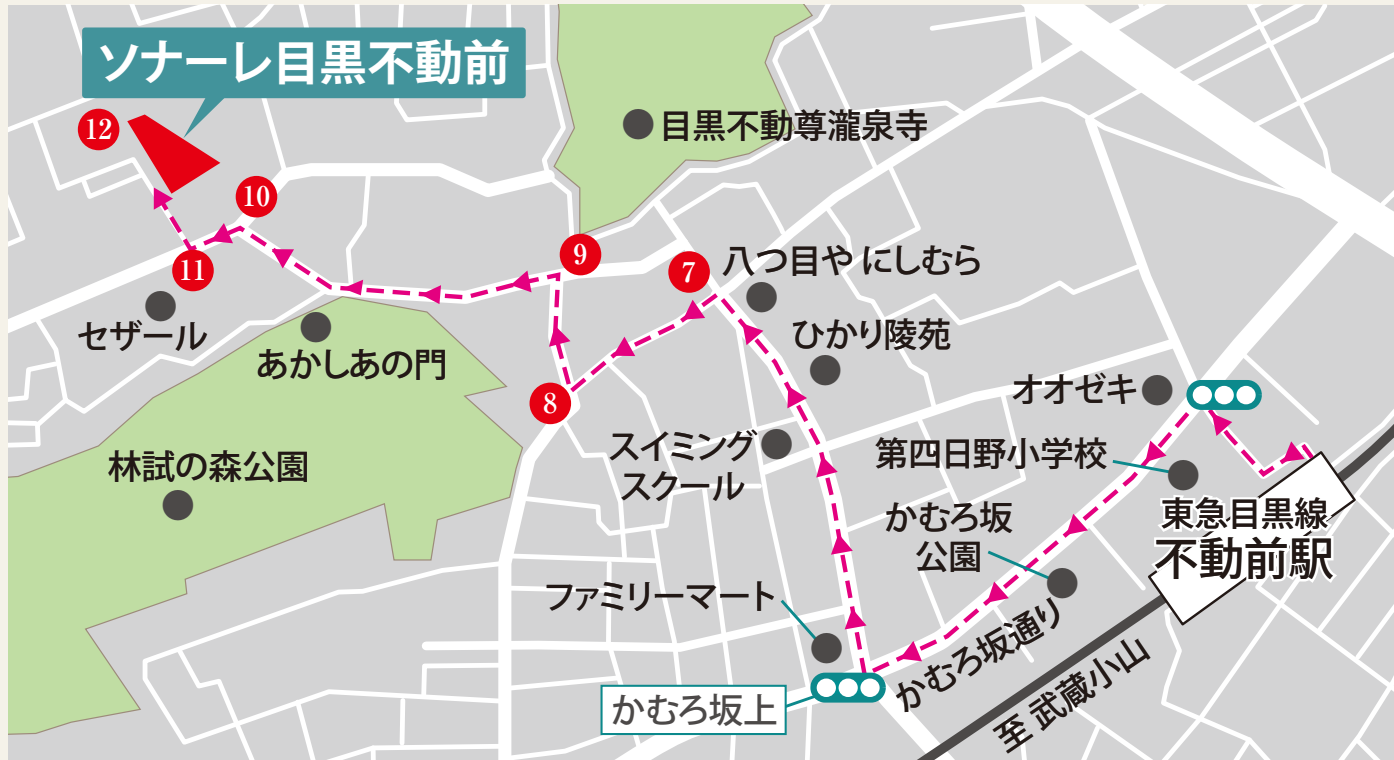 ソナーレ目黒不動前
12
目黒不動尊瀧泉寺
10
9
11
7
八つ目や にしむら
セザール
ひかり陵苑
あかしあの門
オオゼキ
8
スイミング
スクール
第四日野小学校
林試の森公園
東急目黒線
不動前駅
かむろ坂
公園
ファミリーマート
かむろ坂通り
至 武蔵小山
かむろ坂上